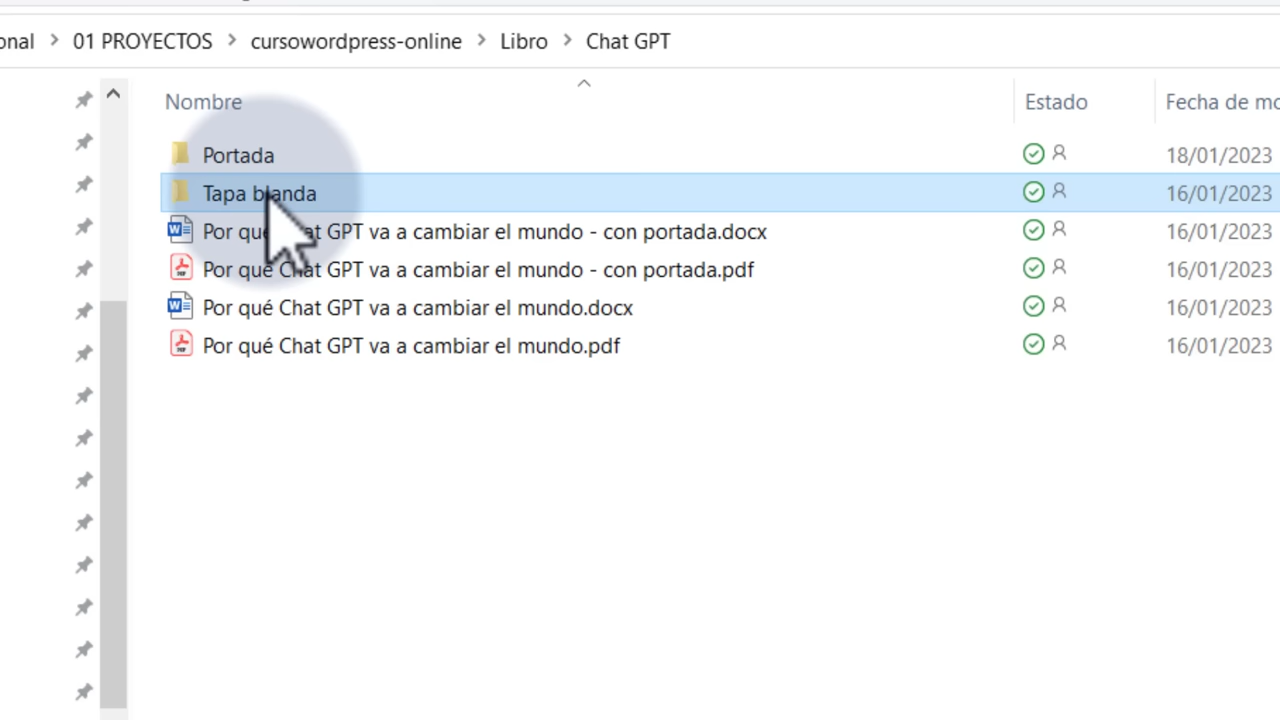 onal > 01 PROYECTOS > cursowordpress-online > Libro > Chat GPT
Nombre Estado Fecha de mo
Portada 18/01/2023
Tapa blanda 16/01/2023
Por qué Chat GPT va a cambiar el mundo - con portada.docx 16/01/2023
Por qué Chat GPT va a cambiar el mundo - con portada.pdf 16/01/2023
Por qué Chat GPT va a cambiar el mundo.docx 16/01/2023
Por qué Chat GPT va a cambiar el mundo.pdf 16/01/2023